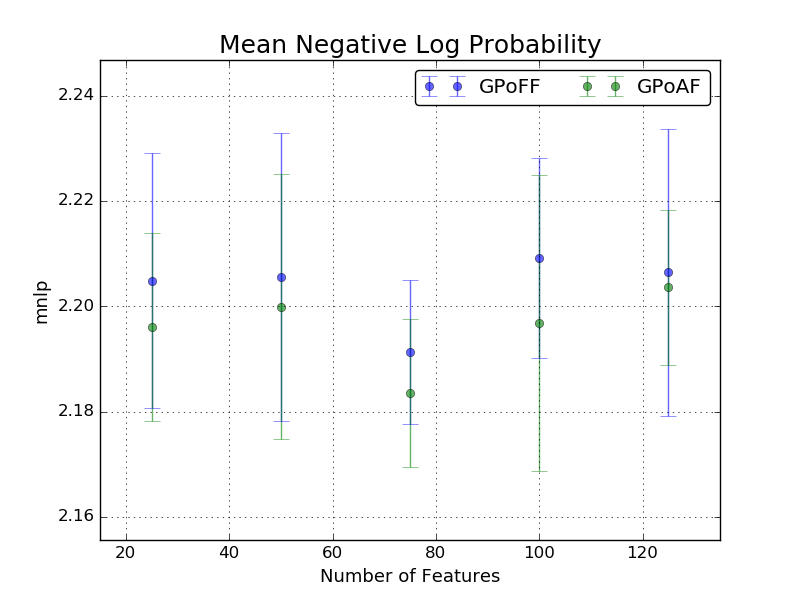 Mean Negative Log Probability
GPoFF GPoAF
2.24
2.22
2.20
2.18
2.16
mnlp
20 40 60 80 100 120
Number of Features